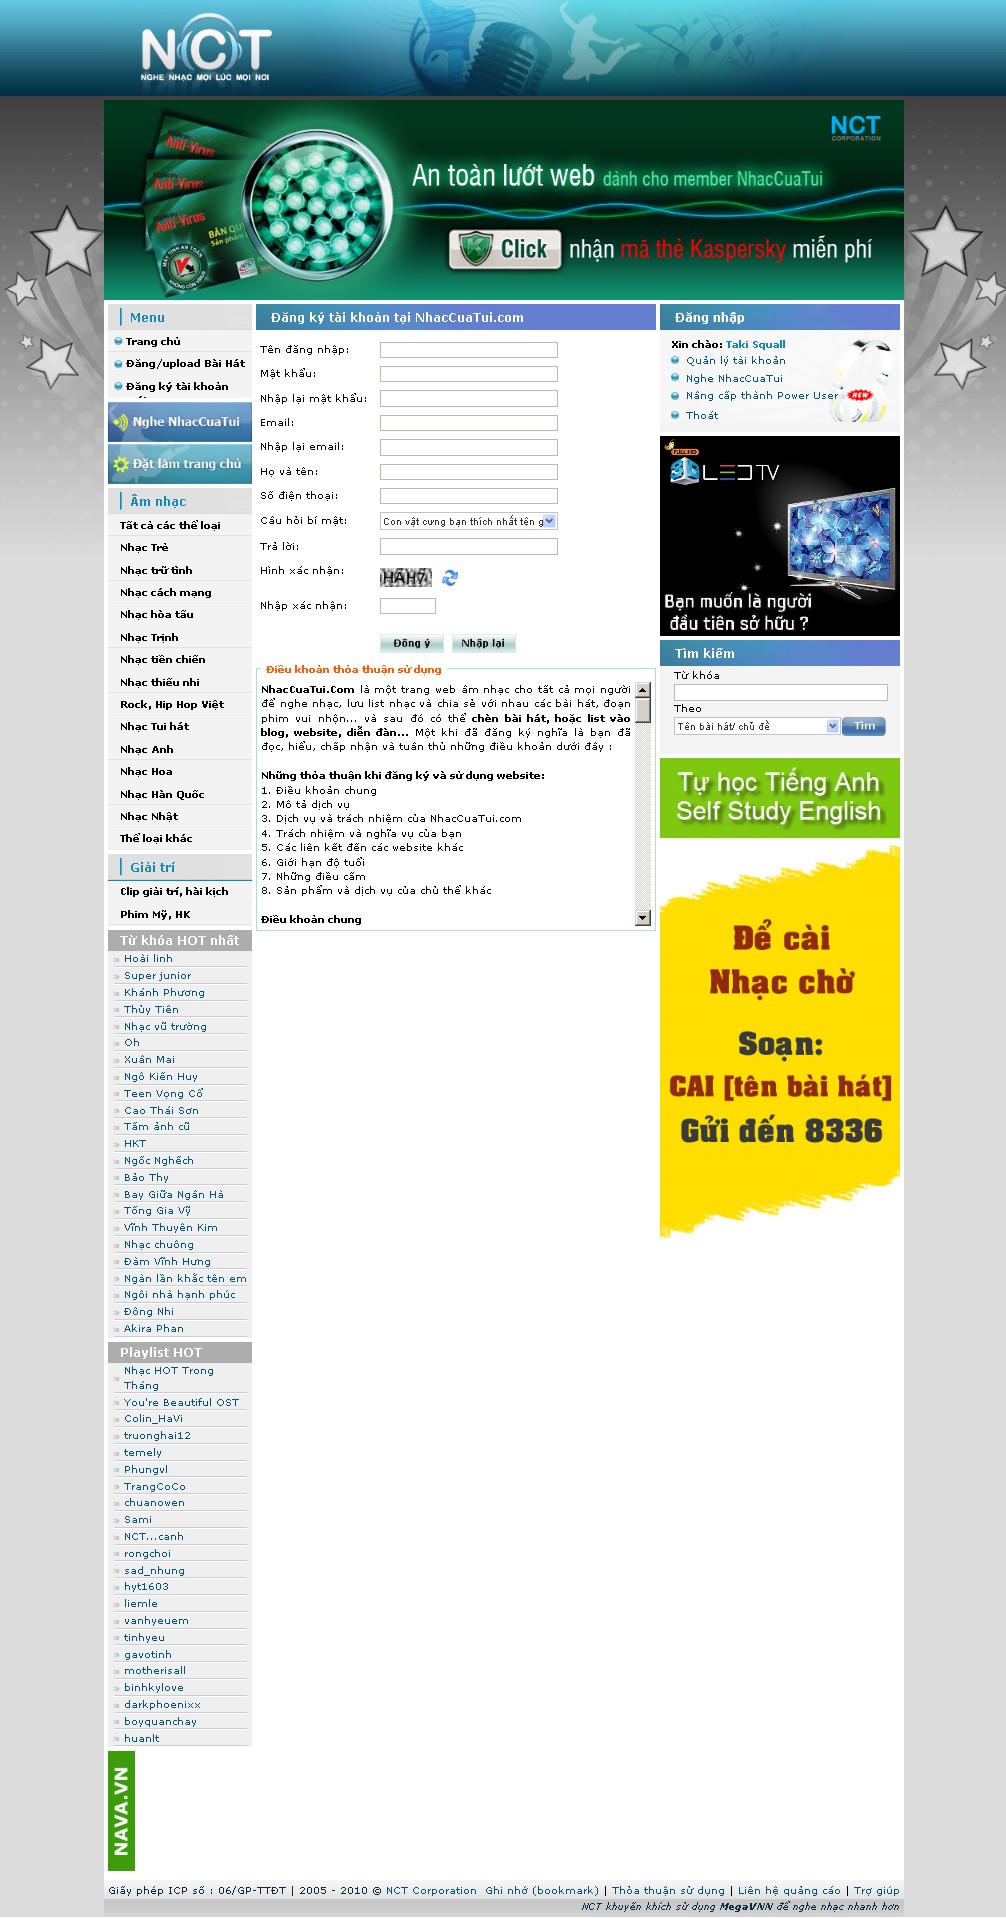 NCT
NGHE NHẠC MỌI LÚC MỌI NƠI
Anti-Virus
Anti-Virus
Anti-Virus
BẢN QU
Sản phẩm
MÁY TÍNH AN TOÀN
KHÔNG CÒN VIRUS
NCT
CORPORATION
An toàn lướt web dành cho member NhacCuaTui
Click nhận mã thẻ Kaspersky miễn phí
Menu
Trang chủ
Đăng/upload Bài Hát
Đăng ký tài khoản
Nghe NhacCuaTui
Đặt làm trang chủ
Âm nhạc
Tất cả các thể loại
Nhạc Trẻ
Nhạc trữ tình
Nhạc cách mạng
Nhạc hòa tấu
Nhạc Trịnh
Nhạc tiền chiến
Nhạc thiếu nhi
Rock, Hip Hop Việt
Nhạc Tui hát
Nhạc Anh
Nhạc Hoa
Nhạc Hàn Quốc
Nhạc Nhật
Thể loại khác
Giải trí
Clip giải trí, hài kịch
Phim Mỹ, HK
Từ khóa HOT nhất
Hoài linh
Super junior
Khánh Phương
Thủy Tiên
Nhạc vũ trường
Oh
Xuân Mai
Ngô Kiến Huy
Teen Vọng Cổ
Cao Thái Sơn
Tấm ảnh cũ
HKT
Ngốc Nghếch
Bảo Thy
Bay Giữa Ngân Hà
Tống Gia Vỹ
Vĩnh Thuyên Kim
Nhạc chuông
Đàm Vĩnh Hưng
Ngàn lần khắc tên em
Ngôi nhà hạnh phúc
Đông Nhi
Akira Phan
Playlist HOT
Nhạc HOT Trong
Tháng
You're Beautiful OST
Colin_HaVi
truonghai12
temely
Phungvl
TrangCoCo
chuanowen
Sami
NCT...canh
rongchoi
sad_nhung
hyt1603
liemle
vanhyeuem
tinhyeu
gavotinh
motherisall
binhkylove
darkphoenixx
boyquanchay
huanlt
NAVA.VN
Đăng ký tài khoản tại NhacCuaTui.com
Tên đăng nhập:
Mật khẩu:
Nhập lại mật khẩu:
Email:
Nhập lại email:
Họ và tên:
Số điện thoại:
Câu hỏi bí mật: Con vật cưng bạn thích nhất tên g
Trả lời:
Hình xác nhận: HAH7
Nhập xác nhận:
Đồng ý Nhập lại
Điều khoản thỏa thuận sử dụng
NhacCuaTui.Com là một trang web âm nhạc cho tất cả mọi người
để nghe nhạc, lưu list nhạc và chia sẻ với nhau các bài hát, đoạn
phim vui nhộn... và sau đó có thể chèn bài hát, hoặc list vào
blog, website, diễn đàn... Một khi đã đăng ký nghĩa là bạn đã
đọc, hiểu, chấp nhận và tuân thủ những điều khoản dưới đây :
Những thỏa thuận khi đăng ký và sử dụng website:
1. Điều khoản chung
2. Mô tả dịch vụ
3. Dịch vụ và trách nhiệm của NhacCuaTui.com
4. Trách nhiệm và nghĩa vụ của bạn
5. Các liên kết đến các website khác
6. Giới hạn độ tuổi
7. Những điều cấm
8. Sản phẩm và dịch vụ của chủ thể khác
Điều khoản chung
Đăng nhập
Xin chào: Taki Squall
Quản lý tài khoản
Nghe NhacCuaTui
Nâng cấp thành Power User NEW
Thoát
FULL HD
3D LED TV
Bạn muốn là người
đầu tiên sở hữu ?
Tìm kiếm
Từ khóa
Theo
Tên bài hát/ chủ đề Tìm
Tự học Tiếng Anh
Self Study English
Để cài
Nhạc chờ
Soạn:
CAI [tên bài hát]
Gửi đến 8336
Giấy phép ICP số : 06/GP-TTĐT | 2005 - 2010 © NCT Corporation Ghi nhớ (bookmark) | Thỏa thuận sử dụng | Liên hệ quảng cáo | Trợ giúp
NCT khuyến khích sử dụng MegaVNN để nghe nhạc nhanh hơn